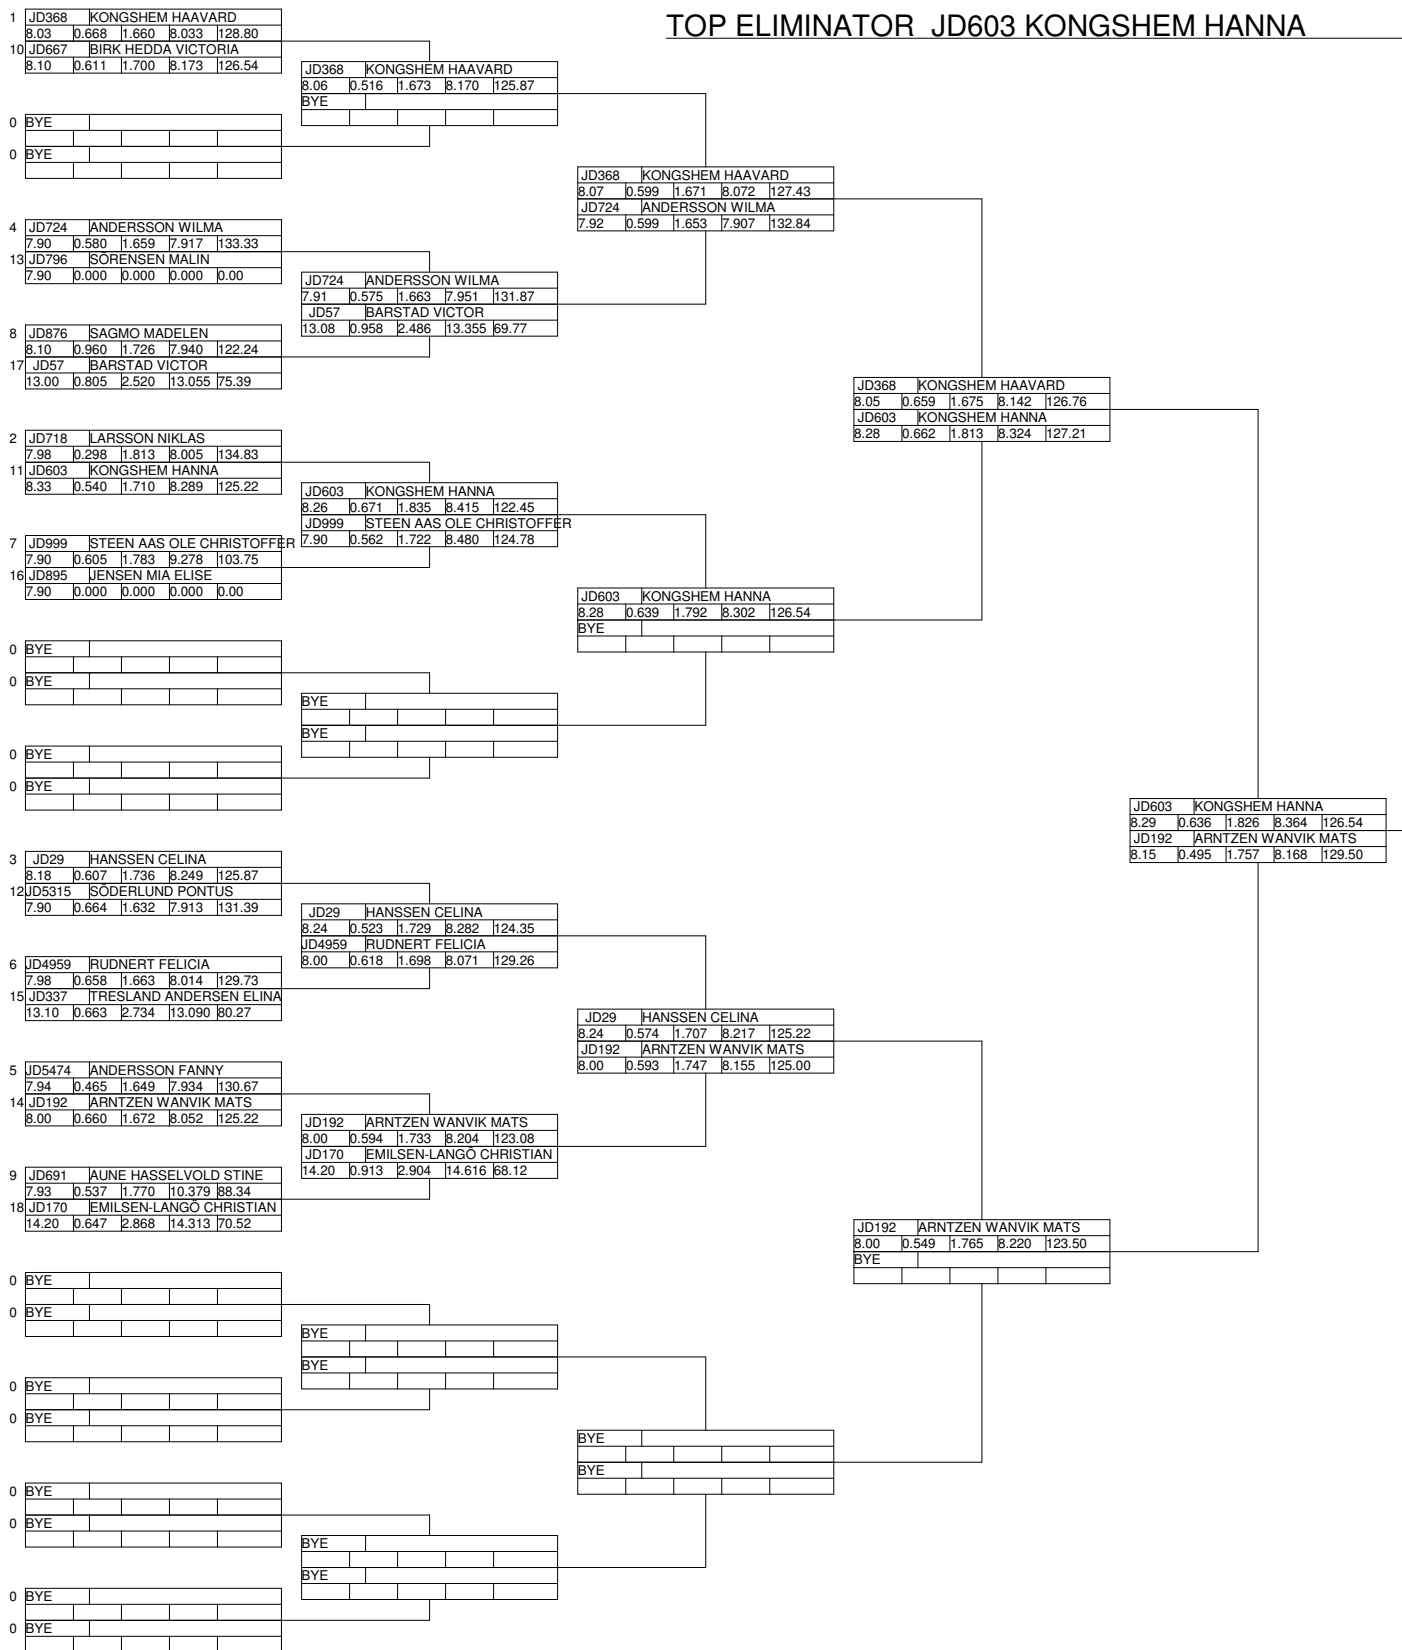 TOP ELIMINATOR JD603 KONGSHEM HANNA
1 JD368 KONGSHEM HAAVARD
8.03 0.668 1.660 8.033 128.80
10 JD667 BIRK HEDDA VICTORIA
8.10 0.611 1.700 8.173 126.54
0 BYE
0 BYE
4 JD724 ANDERSSON WILMA
7.90 0.580 1.659 7.917 133.33
13 JD796 SÖRENSEN MALIN
7.90 0.000 0.000 0.000 0.00
8 JD876 SAGMO MADELEN
8.10 0.960 1.726 7.940 122.24
17 JD57 BARSTAD VICTOR
13.00 0.805 2.520 13.055 75.39
2 JD718 LARSSON NIKLAS
7.98 0.298 1.813 8.005 134.83
11 JD603 KONGSHEM HANNA
8.33 0.540 1.710 8.289 125.22
7 JD999 STEEN AAS OLE CHRISTOFFER
7.90 0.605 1.783 9.278 103.75
16 JD895 JENSEN MIA ELISE
7.90 0.000 0.000 0.000 0.00
0 BYE
0 BYE
0 BYE
0 BYE
3 JD29 HANSSEN CELINA
8.18 0.607 1.736 8.249 125.87
12 JD5315 SÖDERLUND PONTUS
7.90 0.664 1.632 7.913 131.39
6 JD4959 RUDNERT FELICIA
7.98 0.658 1.663 8.014 129.73
15 JD337 TRESLAND ANDERSEN ELINA
13.10 0.663 2.734 13.090 80.27
5 JD5474 ANDERSSON FANNY
7.94 0.465 1.649 7.934 130.67
14 JD192 ARNTZEN WANVIK MATS
8.00 0.660 1.672 8.052 125.22
9 JD691 AUNE HASSELVOLD STINE
7.93 0.537 1.770 10.379 88.34
18 JD170 EMILSEN-LANGÖ CHRISTIAN
14.20 0.647 2.868 14.313 70.52
0 BYE
0 BYE
0 BYE
0 BYE
0 BYE
0 BYE
0 BYE
0 BYE
JD368 KONGSHEM HAAVARD
8.06 0.516 1.673 8.170 125.87
BYE
JD724 ANDERSSON WILMA
7.91 0.575 1.663 7.951 131.87
JD57 BARSTAD VICTOR
13.08 0.958 2.486 13.355 69.77
JD603 KONGSHEM HANNA
8.26 0.671 1.835 8.415 122.45
JD999 STEEN AAS OLE CHRISTOFFER
7.90 0.562 1.722 8.480 124.78
BYE
BYE
JD29 HANSSEN CELINA
8.24 0.523 1.729 8.282 124.35
JD4959 RUDNERT FELICIA
8.00 0.618 1.698 8.071 129.26
JD192 ARNTZEN WANVIK MATS
8.00 0.594 1.733 8.204 123.08
JD170 EMILSEN-LANGÖ CHRISTIAN
14.20 0.913 2.904 14.616 68.12
BYE
BYE
BYE
BYE
JD368 KONGSHEM HAAVARD
8.07 0.599 1.671 8.072 127.43
JD724 ANDERSSON WILMA
7.92 0.599 1.653 7.907 132.84
JD603 KONGSHEM HANNA
8.28 0.639 1.792 8.302 126.54
BYE
JD29 HANSSEN CELINA
8.24 0.574 1.707 8.217 125.22
JD192 ARNTZEN WANVIK MATS
8.00 0.593 1.747 8.155 125.00
BYE
BYE
JD368 KONGSHEM HAAVARD
8.05 0.659 1.675 8.142 126.76
JD603 KONGSHEM HANNA
8.28 0.662 1.813 8.324 127.21
JD192 ARNTZEN WANVIK MATS
8.00 0.549 1.765 8.220 123.50
BYE
JD603 KONGSHEM HANNA
8.29 0.636 1.826 8.364 126.54
JD192 ARNTZEN WANVIK MATS
8.15 0.495 1.757 8.168 129.50